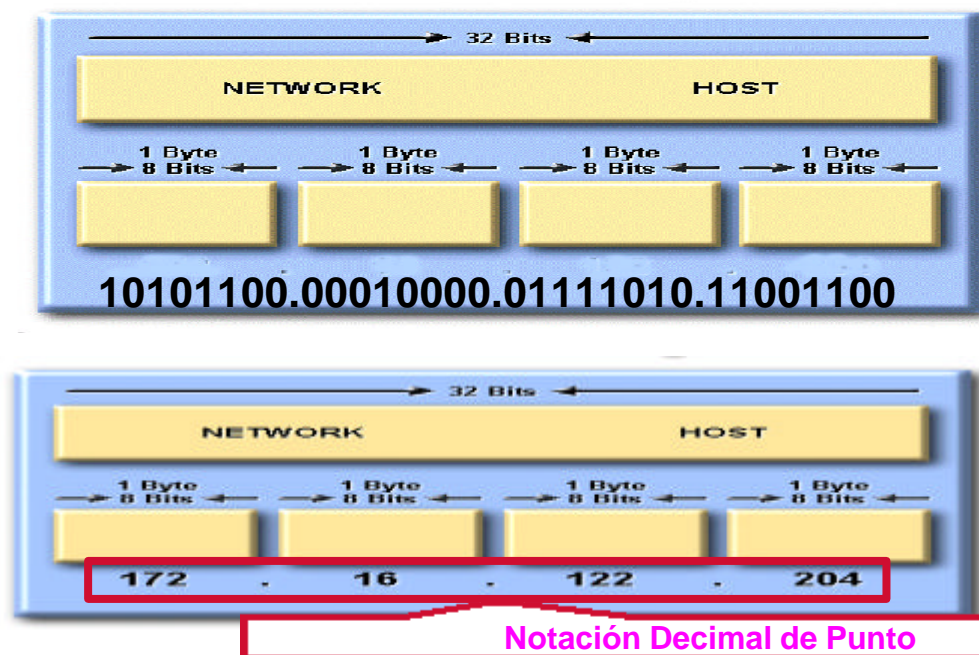 32 Bits
NETWORK HOST
1 Byte 1 Byte 1 Byte 1 Byte
8 Bits 8 Bits 8 Bits 8 Bits
10101100.00010000.01111010.11001100
32 Bits
NETWORK HOST
1 Byte 1 Byte 1 Byte 1 Byte
8 Bits 8 Bits 8 Bits 8 Bits
172 . 16 . 122 . 204
Notación Decimal de Punto